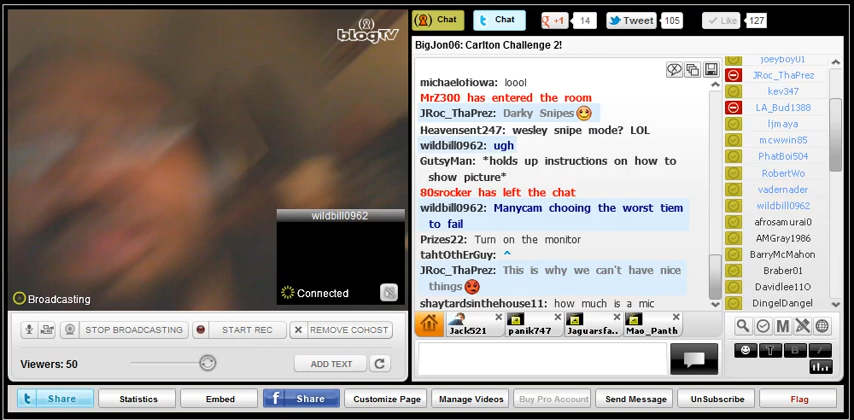 Chat
Chat
g +1
14
Tweet
105
Like
127
blogTV
BigJon06: Carlton Challenge 2!
michaelofiowa: loool
MrZ300 has entered the room
JRoc_ThaPrez: Darky Snipes
Heavensent247: wesley snipe mode? LOL
wildbill0962: ugh
GutsyMan: *holds up instructions on how to
show picture*
80srocker has left the chat
wildbill0962: Manycam chooing the worst tiem
to fail
Prizes22: Turn on the monitor
tahtOthErGuy: ^
JRoc_ThaPrez: This is why we can't have nice
things
shaytardsinthehouse11: how much is a mic
joeyboy01
JRoc_ThaPrez
kev347
LA_Bud1388
ljmaya
mcwwin85
PhatBoi504
RobertWo
vadernader
wildbill0962
afrosamurai0
AMGray1986
BarryMcMahon
Braber01
Davidlee11O
DingelDangel
wildbill0962
Connected
Broadcasting
STOP BROADCASTING
START REC
REMOVE COHOST
Viewers: 50
ADD TEXT
Jack521
panik747
Jaguarsfa..
Mao_Panth
M
T
B
I
Share
Statistics
Embed
f Share
Customize Page
Manage Videos
Buy Pro Account
Send Message
UnSubscribe
Flag